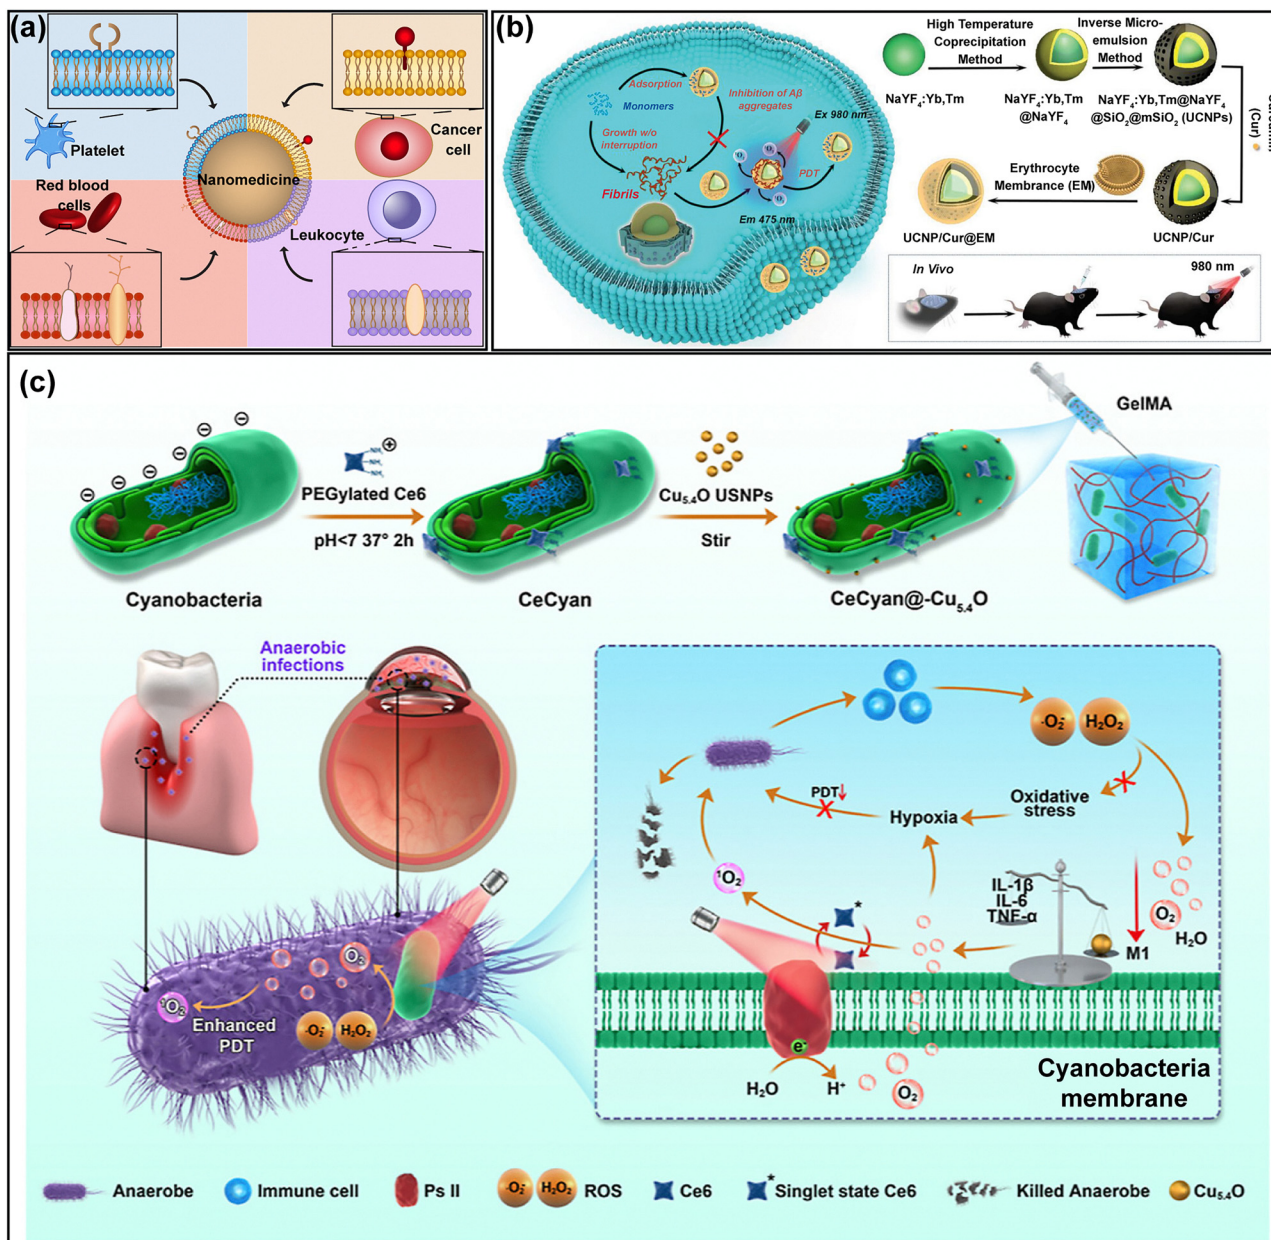 (a)
Platelet
Cancer
cell
Nanomedicine
Red blood
cells
Leukocyte
(b)
Adsorption
Monomers
Inhibition of Aβ
aggregates
Ex 980 nm
Growth w/o
interruption
¹O₂
¹O₂
¹O₂
PDT
Fibrils
Em 475 nm
High Temperature
Coprecipitation
Method
Inverse Micro-
emulsion
Method
NaYF₄:Yb,Tm
NaYF₄:Yb,Tm
@NaYF₄
NaYF₄:Yb,Tm@NaYF₄
@SiO₂@mSiO₂ (UCNPs)
(Cur)
Erythrocyte
Membrance (EM)
UCNP/Cur@EM
UCNP/Cur
In Vivo
980 nm
(c)
GelMA
PEGylated Ce6
pH<7 37° 2h
Cu₅.₄O USNPs
Stir
Cyanobacteria
CeCyan
CeCyan@-Cu₅.₄O
Anaerobic
infections
·O₂⁻
H₂O₂
PDT↓
Hypoxia
Oxidative
stress
¹O₂
*
IL-1β
IL-6
TNF-α
M1
O₂
H₂O
O₂
¹O₂
Enhanced
PDT
·O₂⁻
H₂O₂
e⁻
H₂O
H⁺
O₂
Cyanobacteria
membrane
Anaerobe
Immune cell
Ps II
·O₂⁻
H₂O₂
ROS
Ce6
*
Singlet state Ce6
Killed Anaerobe
Cu₅.₄O